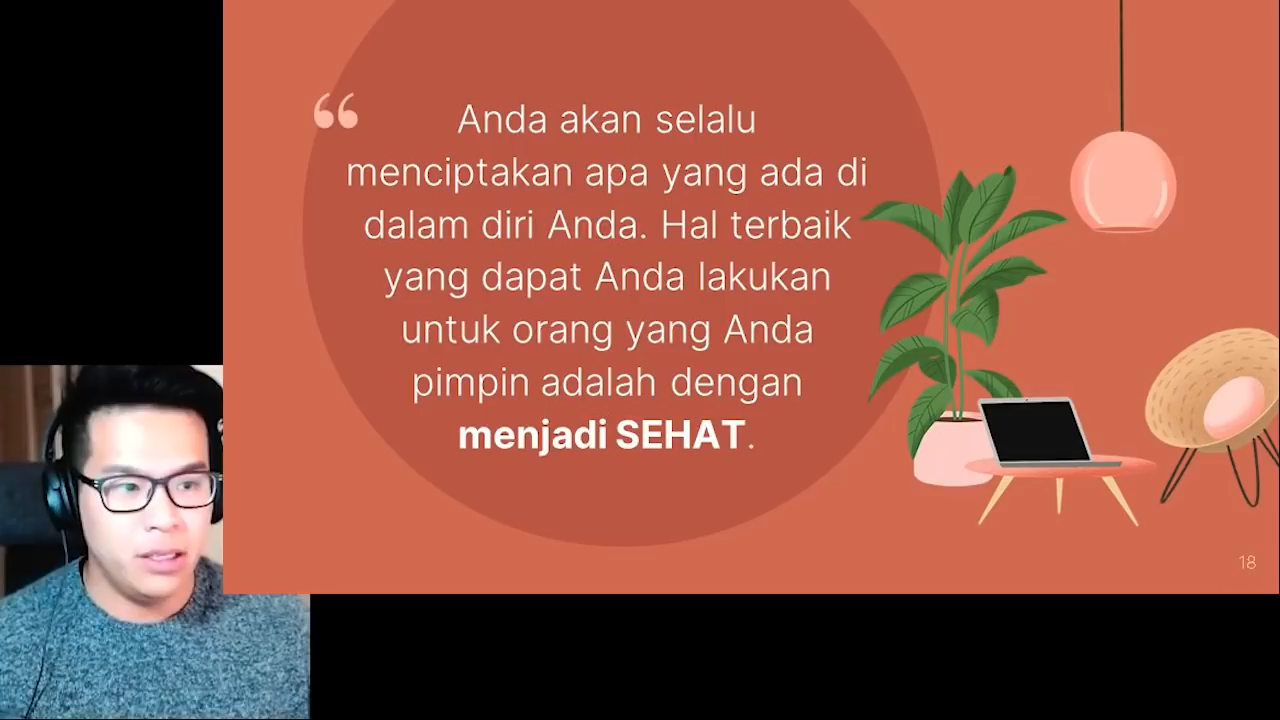 “ Anda akan selalu
menciptakan apa yang ada di
dalam diri Anda. Hal terbaik
yang dapat Anda lakukan
untuk orang yang Anda
pimpin adalah dengan
menjadi SEHAT.
18